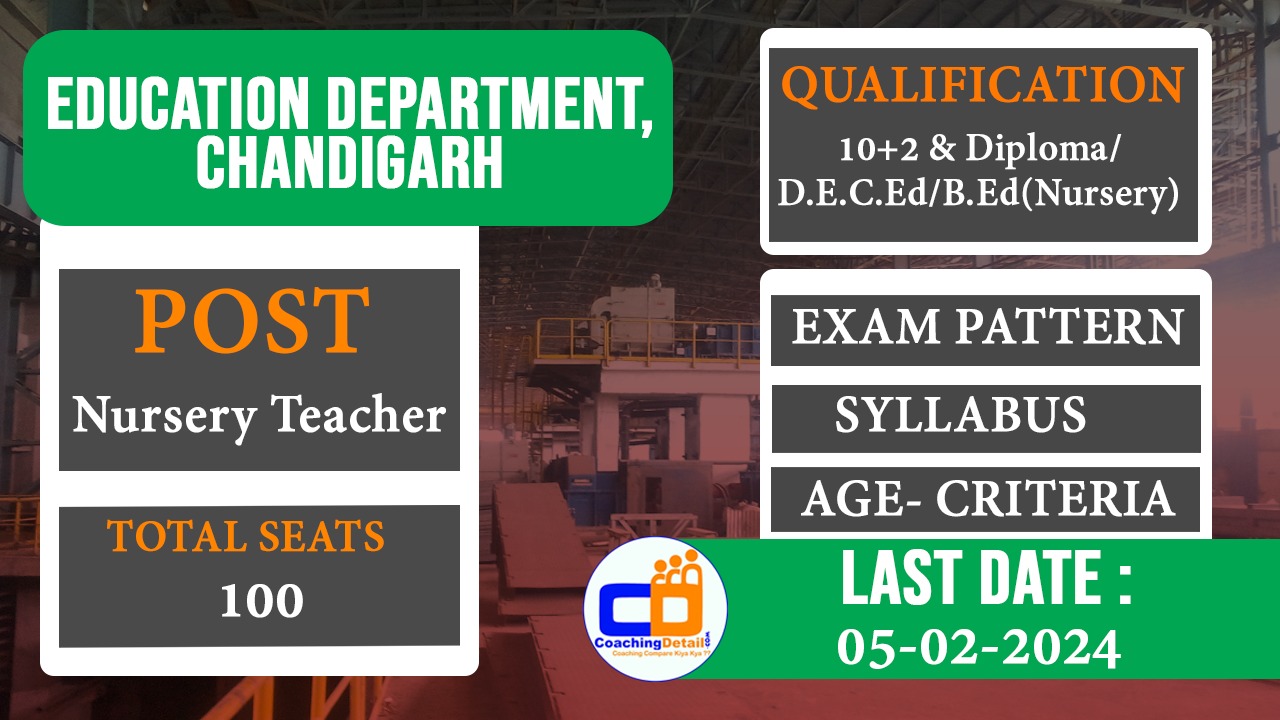 EDUCATION DEPARTMENT,
CHANDIGARH
POST
Nursery Teacher
TOTAL SEATS
100
QUALIFICATION
10+2 & Diploma/
D.E.C.Ed/B.Ed(Nursery)
EXAM PATTERN
SYLLABUS
AGE- CRITERIA
CoachingDetail.com
Coaching Compare Kiya Kya ??
LAST DATE :
05-02-2024